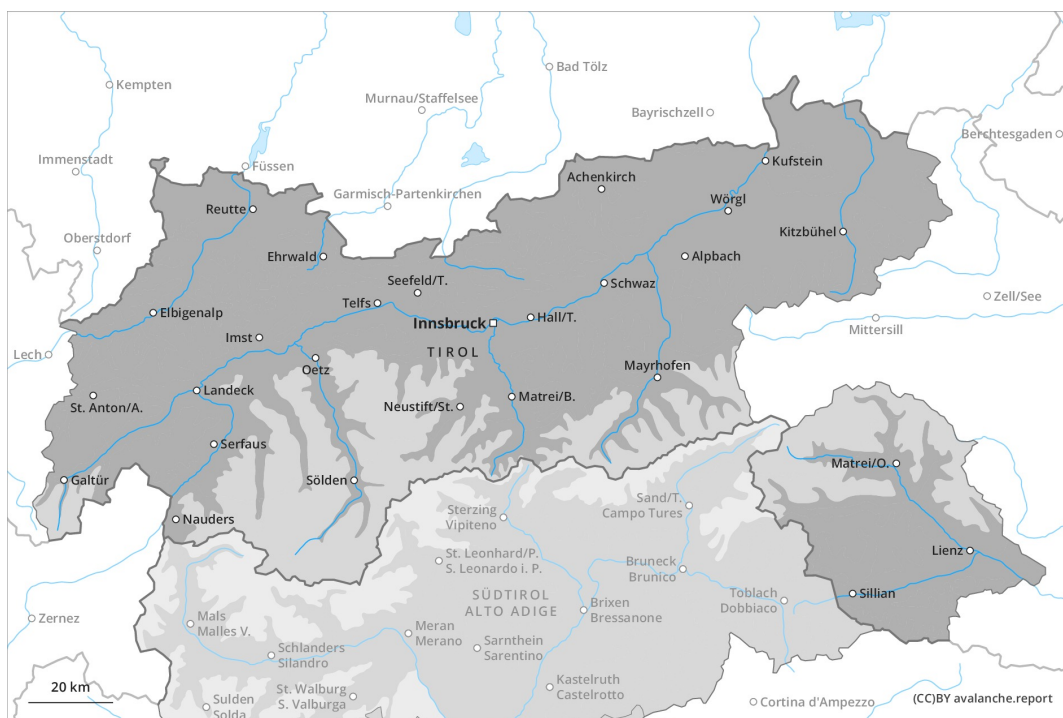 Kempten
Bad Tölz
Murnau/Staffelsee
Bayrischzell
Berchtesgaden
Immenstadt
Füssen
Kufstein
Achenkirch
Garmisch-Partenkirchen
Wörgl
Reutte
Kitzbühel
Oberstdorf
Ehrwald
Alpbach
Seefeld/T.
Schwaz
Telfs
Zell/See
Elbigenalp
Innsbruck
Hall/T.
Mittersill
Imst
TIROL
Lech
Oetz
Mayrhofen
Landeck
St. Anton/A.
Neustift/St.
Matrei/B.
Serfaus
Matrei/O.
Galtür
Sölden
Sand/T.
Campo Tures
Sterzing
Vipiteno
Nauders
Lienz
St. Leonhard/P.
S. Leonardo i. P.
Bruneck
Brunico
SÜDTIROL
ALTO ADIGE
Sillian
Toblach
Dobbiaco
Brixen
Bressanone
Zernez
Mals
Malles V.
Meran
Merano
Sarnthein
Sarentino
Schlanders
Silandro
Kastelruth
Castelrotto
20 km
St. Walburg
S. Valburga
Sulden
Solda
Cortina d'Ampezzo
(CC)BY avalanche.report